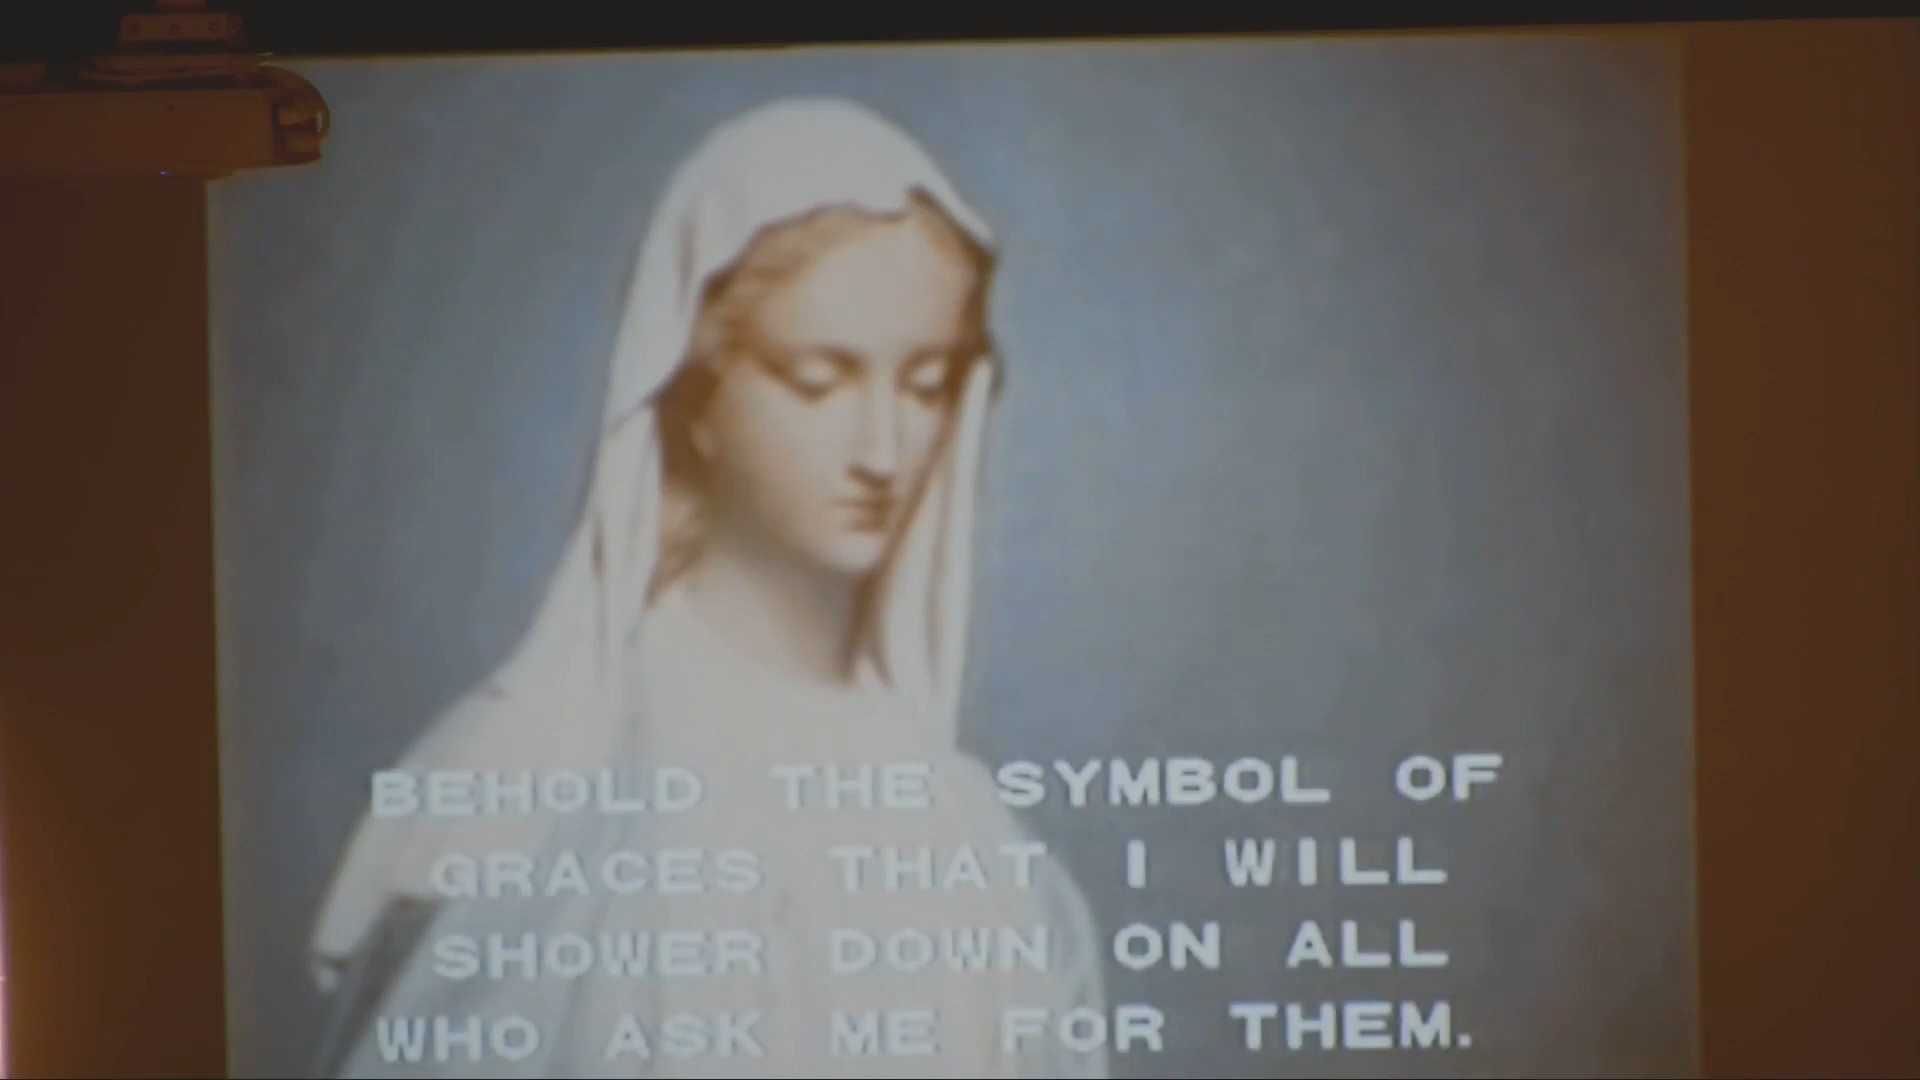 BEHOLD THE SYMBOL OF
GRACES THAT I WILL
SHOWER DOWN ON ALL
WHO ASK ME FOR THEM.